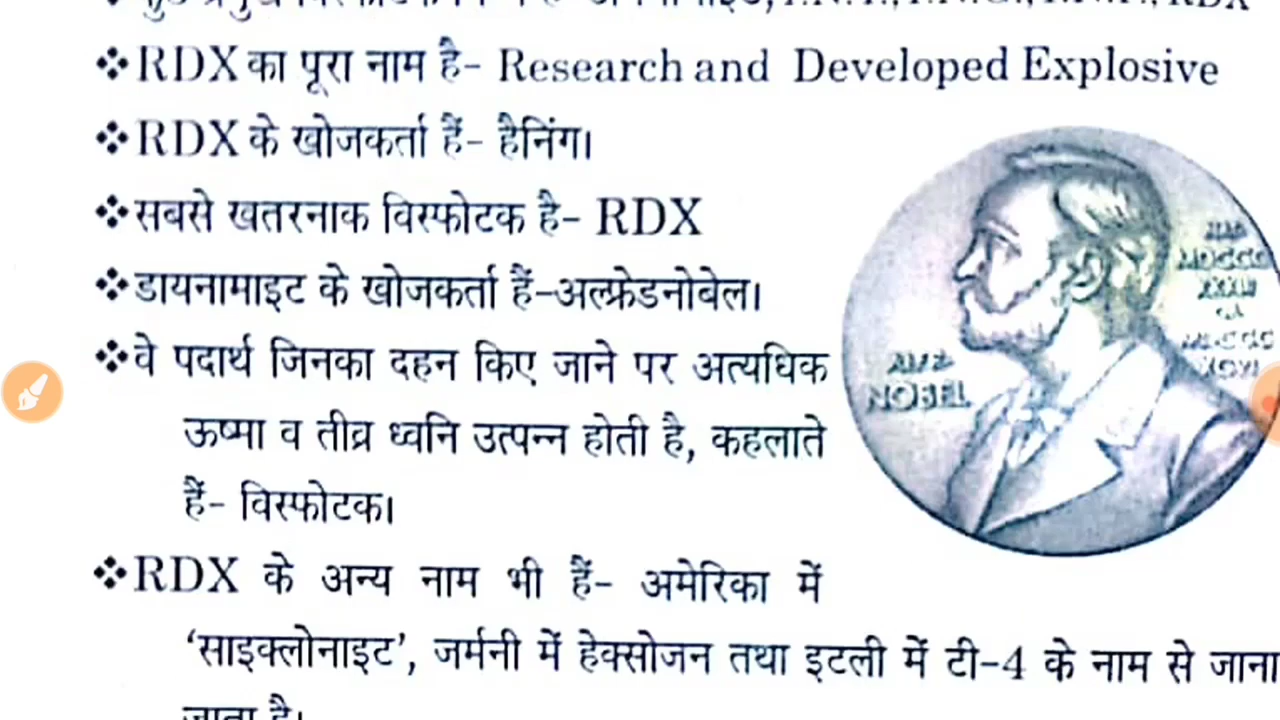 RDX
❖RDX का पूरा नाम है- Research and Developed Explosive
❖RDX के खोजकर्ता हैं- हैनिंग।
❖सबसे खतरनाक विस्फोटक है- RDX
❖डायनामाइट के खोजकर्ता हैं-अल्फ्रेडनोबेल।
❖वे पदार्थ जिनका दहन किए जाने पर अत्यधिक
ऊष्मा व तीव्र ध्वनि उत्पन्न होती है, कहलाते
हैं- विस्फोटक।
❖RDX के अन्य नाम भी हैं- अमेरिका में
'साइक्लोनाइट', जर्मनी में हेक्सोजन तथा इटली में टी-4 के नाम से जाना
जाता है।
NOBEL